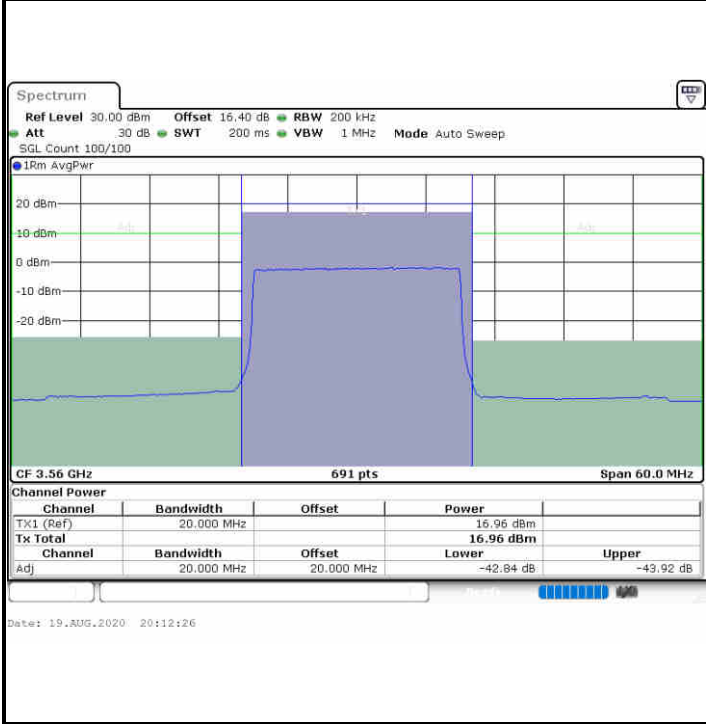 Spectrum
Ref Level 30.00 dBm Offset 16.40 dB RBW 200 kHz
Att 30 dB SWT 200 ms VBW 1 MHz Mode Auto Sweep
SGL Count 100/100
1Rm AvgPwr
20 dBm
Adj Adj
10 dBm
0 dBm
-10 dBm
-20 dBm
CF 3.56 GHz 691 pts Span 60.0 MHz
Channel Power
Channel Bandwidth Offset Power
TX1 (Ref) 20.000 MHz 16.96 dBm
Tx Total 16.96 dBm
Channel Bandwidth Offset Lower Upper
Adj 20.000 MHz 20.000 MHz -42.84 dB -43.92 dB
Date: 19.AUG.2020 20:12:26